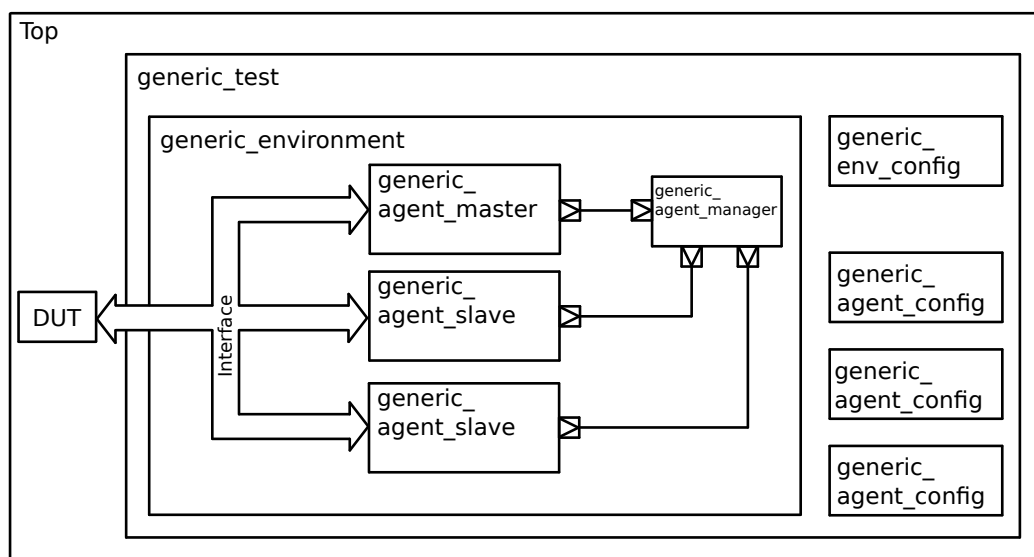 Top
generic_test
generic_environment
generic_
agent_master
generic_
agent_manager
generic_
env_config
generic_
agent_slave
generic_
agent_config
DUT
Interface
generic_
agent_slave
generic_
agent_config
generic_
agent_config